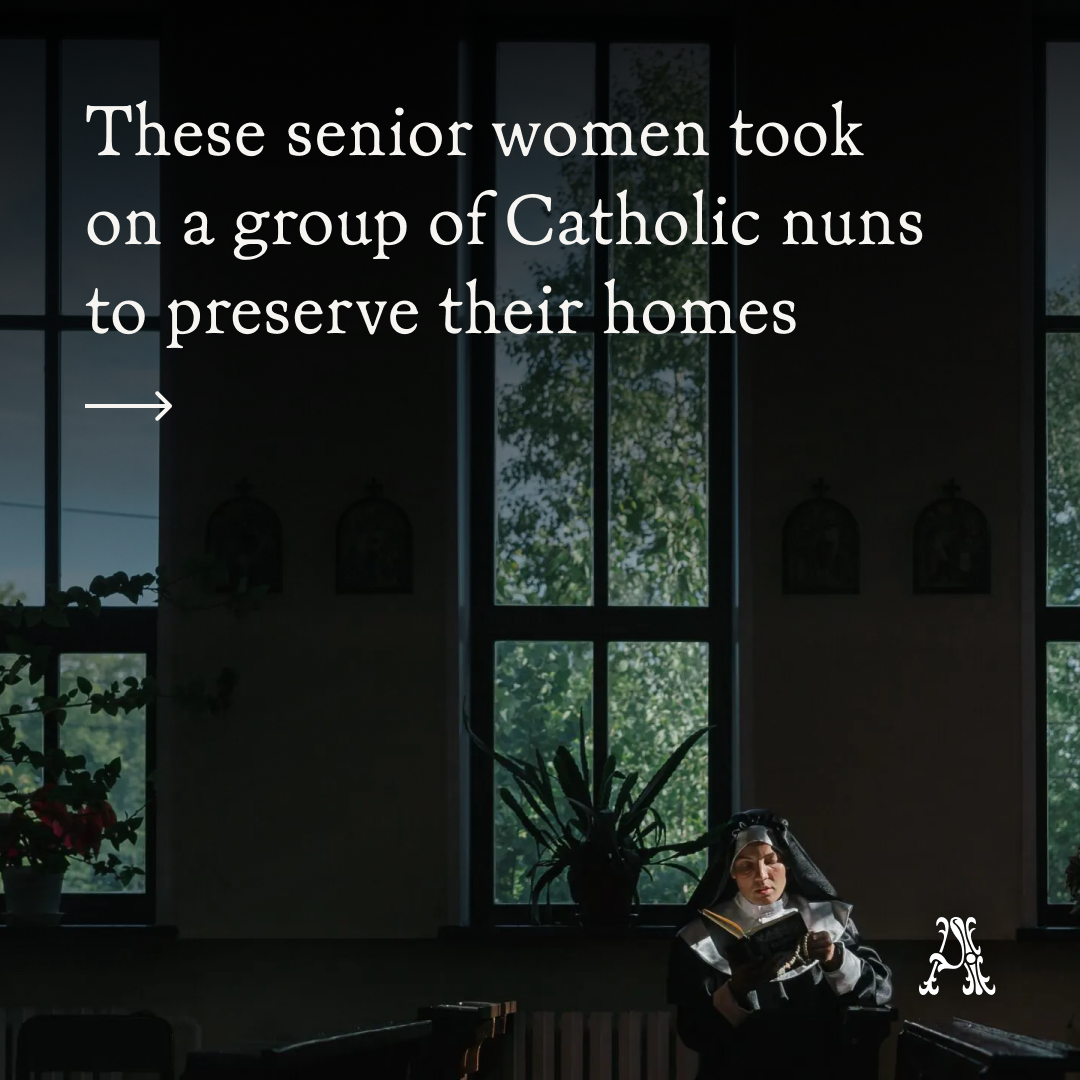 These senior women took
on a group of Catholic nuns
to preserve their homes
A